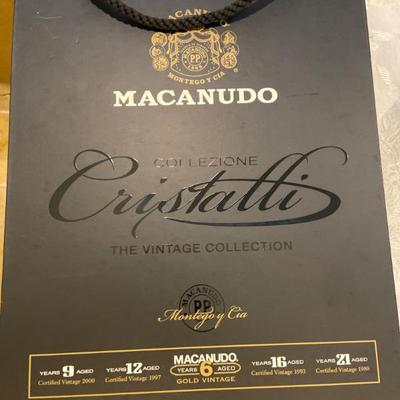 MACANUDO
PP
1868
MONTEGO Y CIA
MACANUDO
COLLEZIONE
Cristalli
THE VINTAGE COLLECTION
MACANUDO
PP
Montego y Cia
YEARS 9 AGED
Certified Vintage 2000
YEARS 12 AGED
Certified Vintage 1997
MACANUDO.
YEARS 6 AGED
GOLD VINTAGE
YEARS 16 AGED
Certified Vintage 1993
YEARS 21 AGED
Certified Vintage 1988